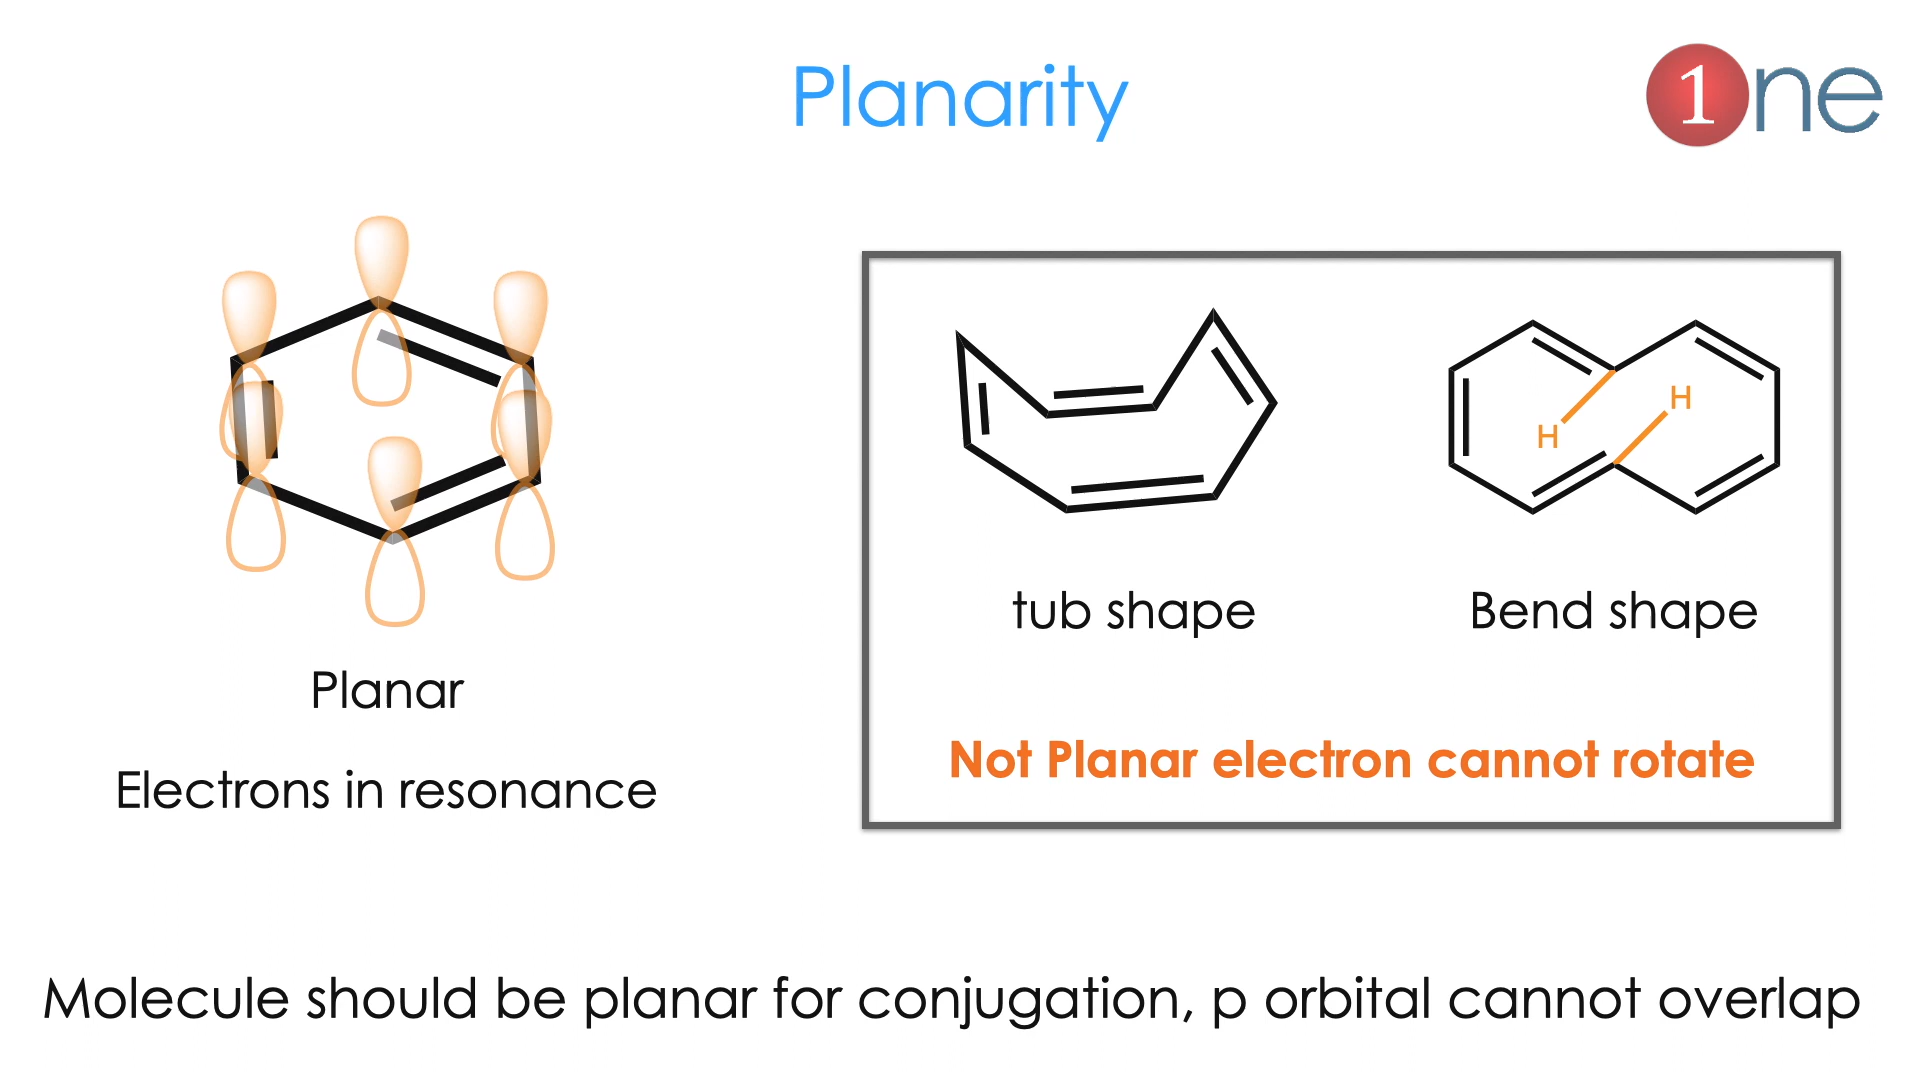 Planarity
1ne
H
H
tub shape
Bend shape
Planar
Not Planar electron cannot rotate
Electrons in resonance
Molecule should be planar for conjugation, p orbital cannot overlap